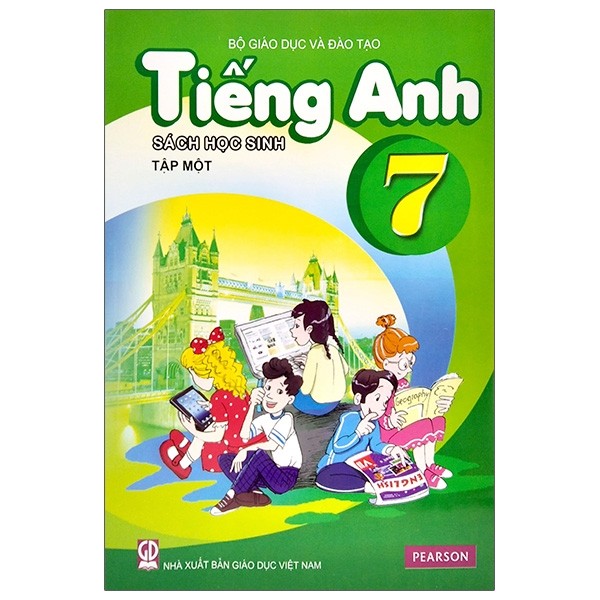 BỘ GIÁO DỤC VÀ ĐÀO TẠO
Tiếng Anh
SÁCH HỌC SINH
TẬP MỘT
7
Geography
ENGLISH
GD
NHÀ XUẤT BẢN GIÁO DỤC VIỆT NAM
PEARSON